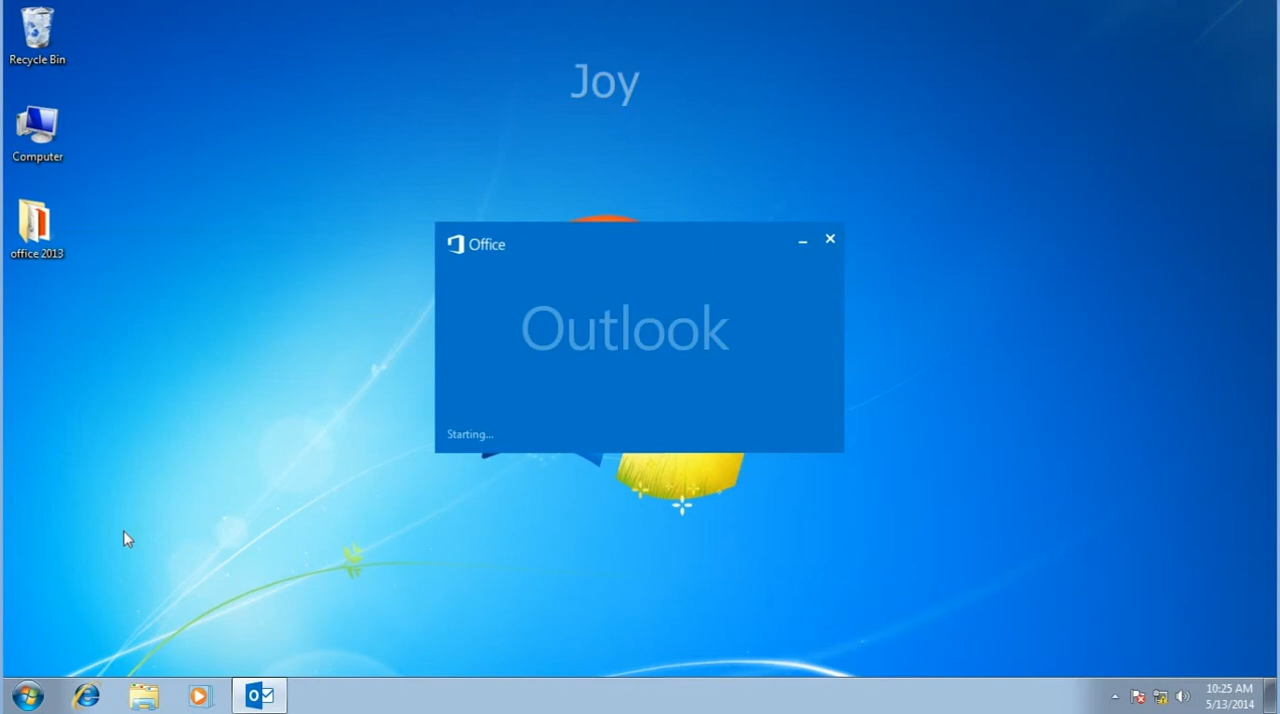 Recycle Bin
Joy
Computer
office 2013
Office
Outlook
Starting...
10:25 AM
5/13/2014